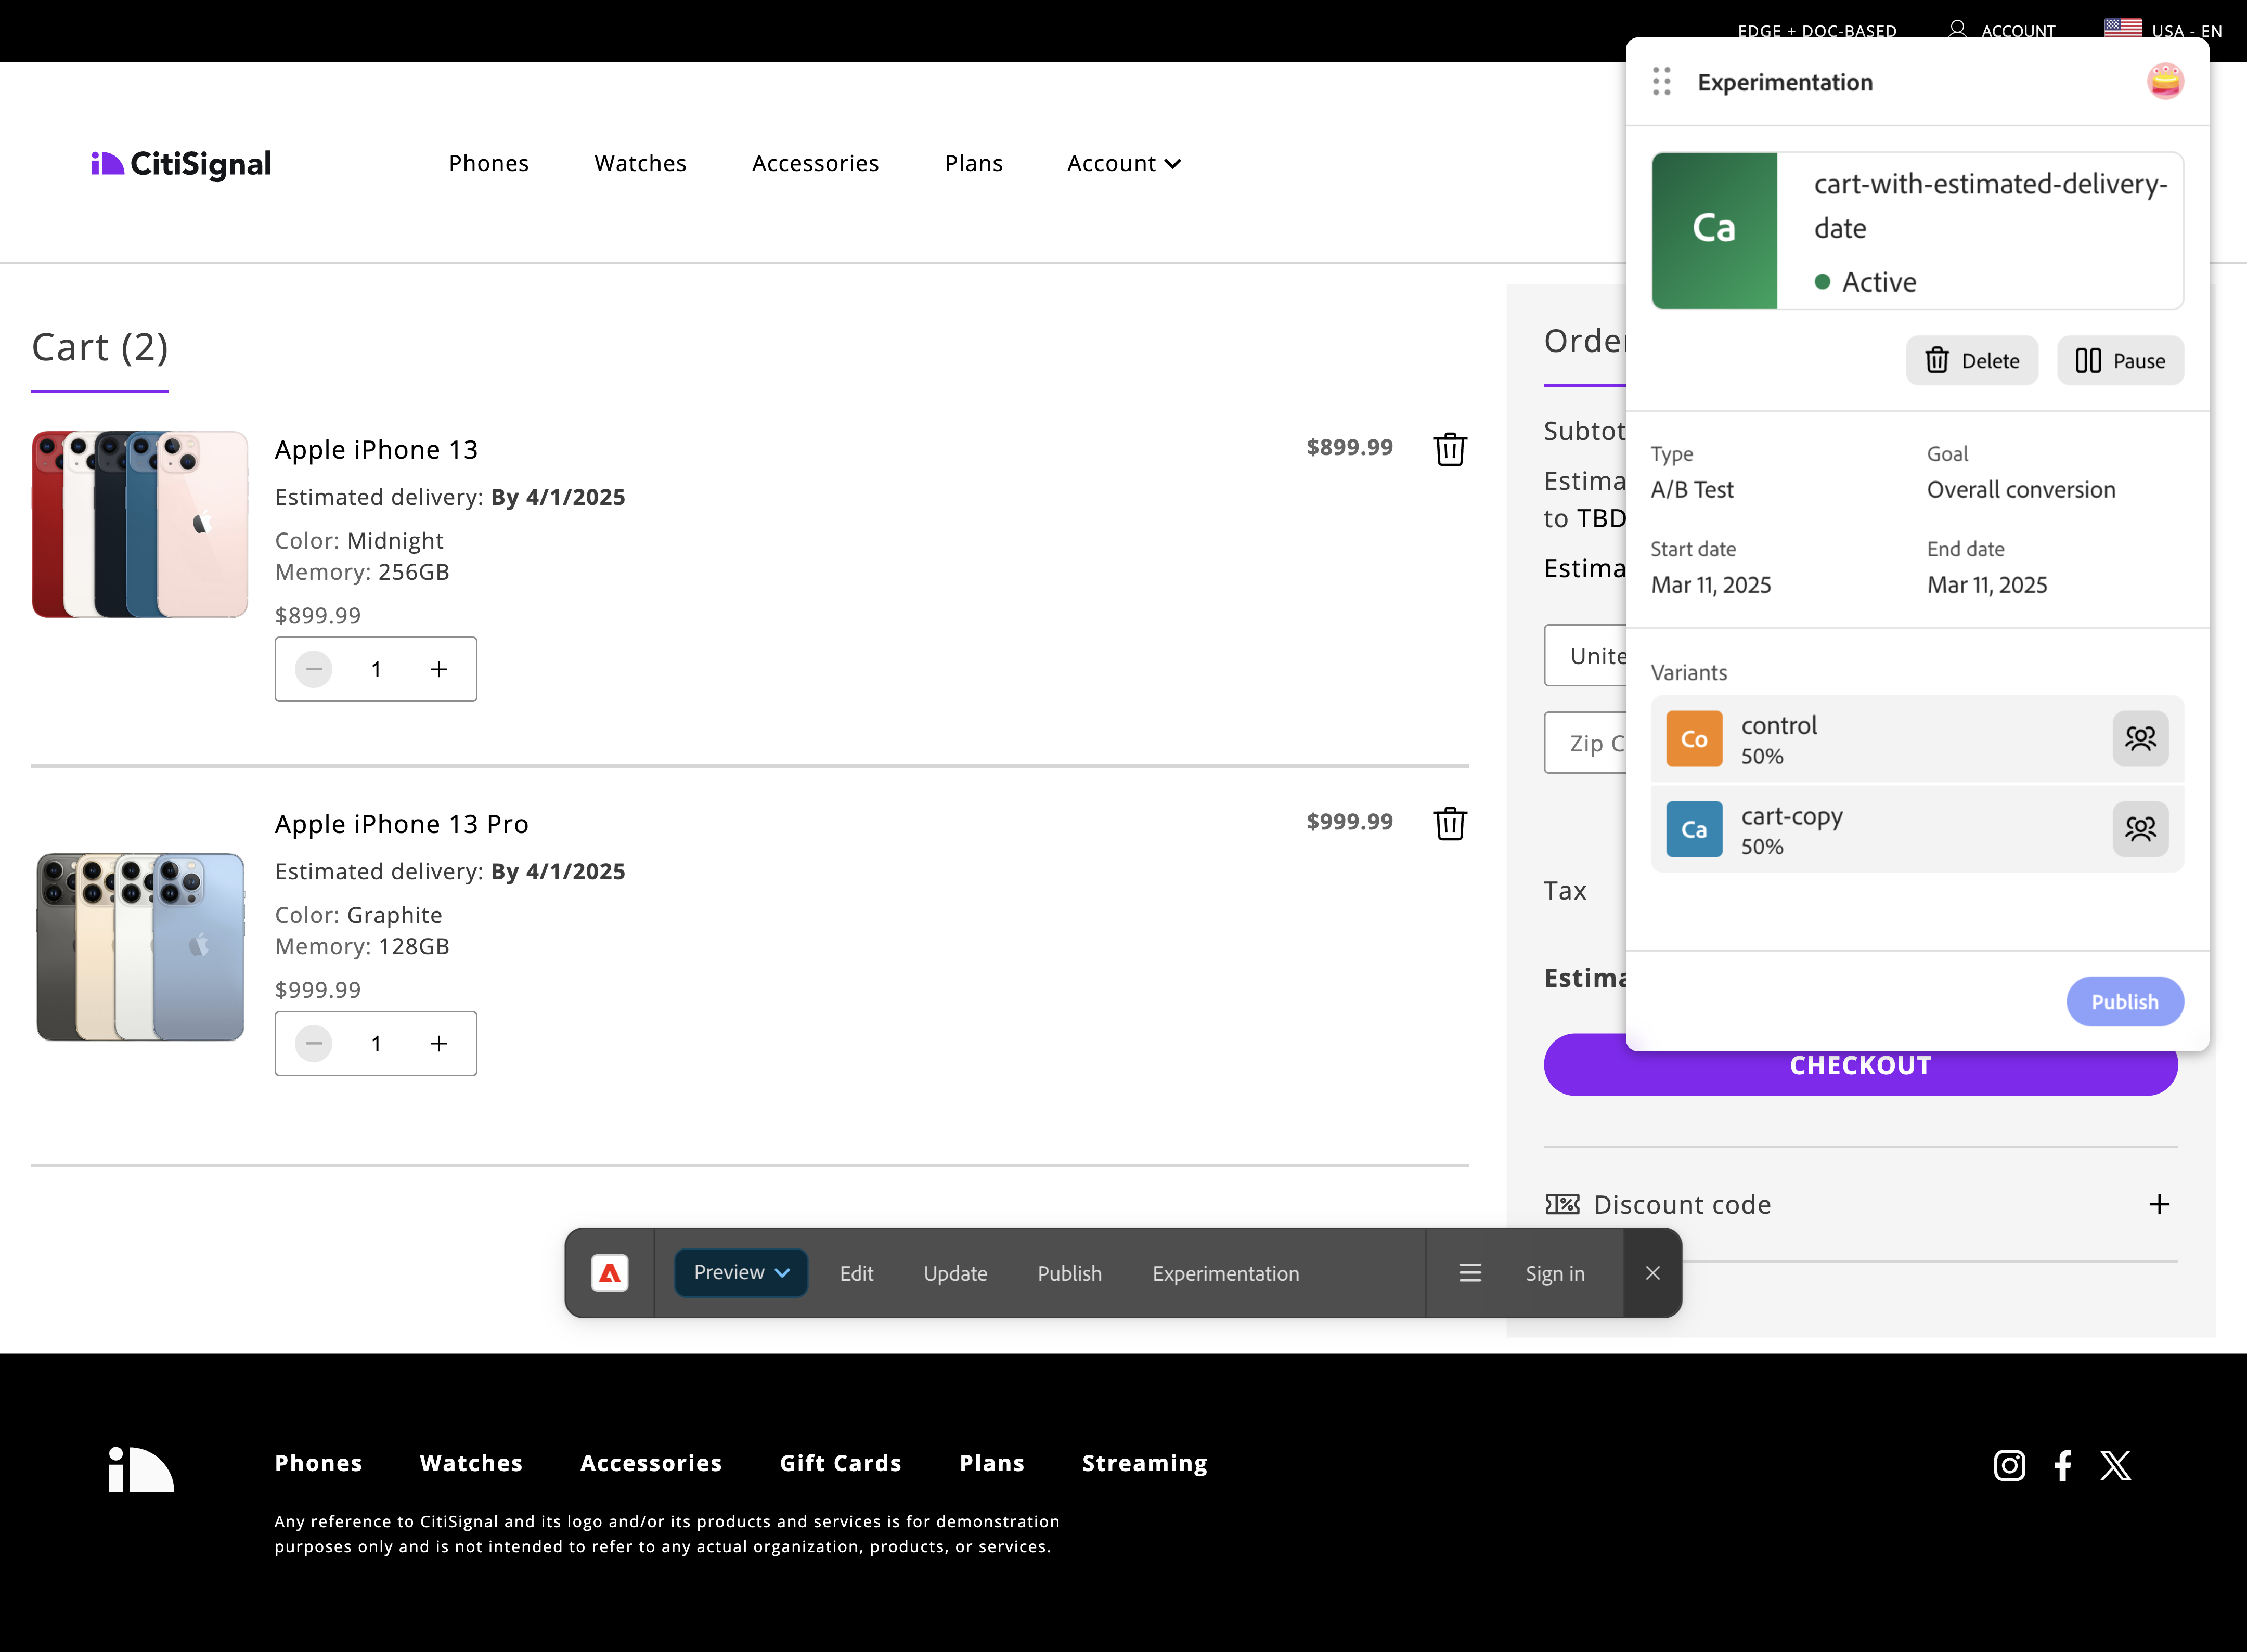 EDGE + DOC-BASED
ACCOUNT
USA - EN
CitiSignal
Phones
Watches
Accessories
Plans
Account
Cart (2)
Apple iPhone 13
$899.99
Estimated delivery: By 4/1/2025
Color: Midnight
Memory: 256GB
$899.99
1
Apple iPhone 13 Pro
$999.99
Estimated delivery: By 4/1/2025
Color: Graphite
Memory: 128GB
$999.99
1
to TBD
Zip C
Tax
CHECKOUT
Discount code
Experimentation
Ca
cart-with-estimated-delivery-
date
Active
Delete
Pause
Type
A/B Test
Goal
Overall conversion
Start date
Mar 11, 2025
End date
Mar 11, 2025
Variants
Co
control
50%
Ca
cart-copy
50%
Publish
Preview
Edit
Update
Publish
Experimentation
Sign in
Phones
Watches
Accessories
Gift Cards
Plans
Streaming
Any reference to CitiSignal and its logo and/or its products and services is for demonstration
purposes only and is not intended to refer to any actual organization, products, or services.